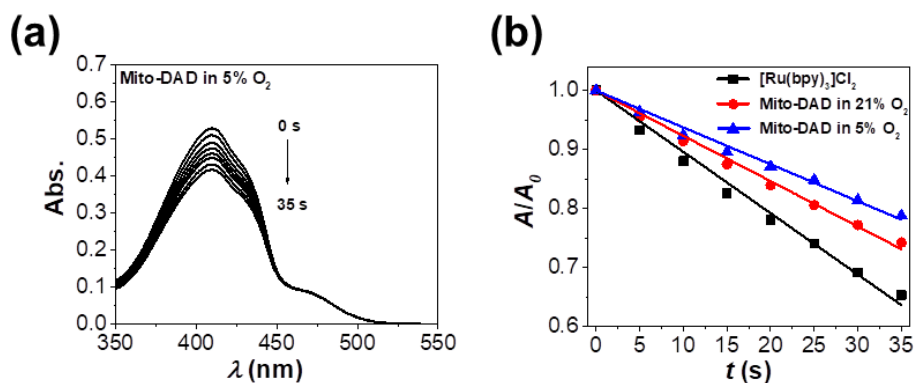 (a)
Mito-DAD in 5% O₂
0 s
35 s
0.7
0.6
0.5
0.4
0.3
0.2
0.1
0.0
Abs.
350 400 450 500 550
λ (nm)
(b)
[Ru(bpy)₃]Cl₂
Mito-DAD in 21% O₂
Mito-DAD in 5% O₂
1.0
0.9
0.8
0.7
0.6
A/A₀
0 5 10 15 20 25 30 35
t (s)